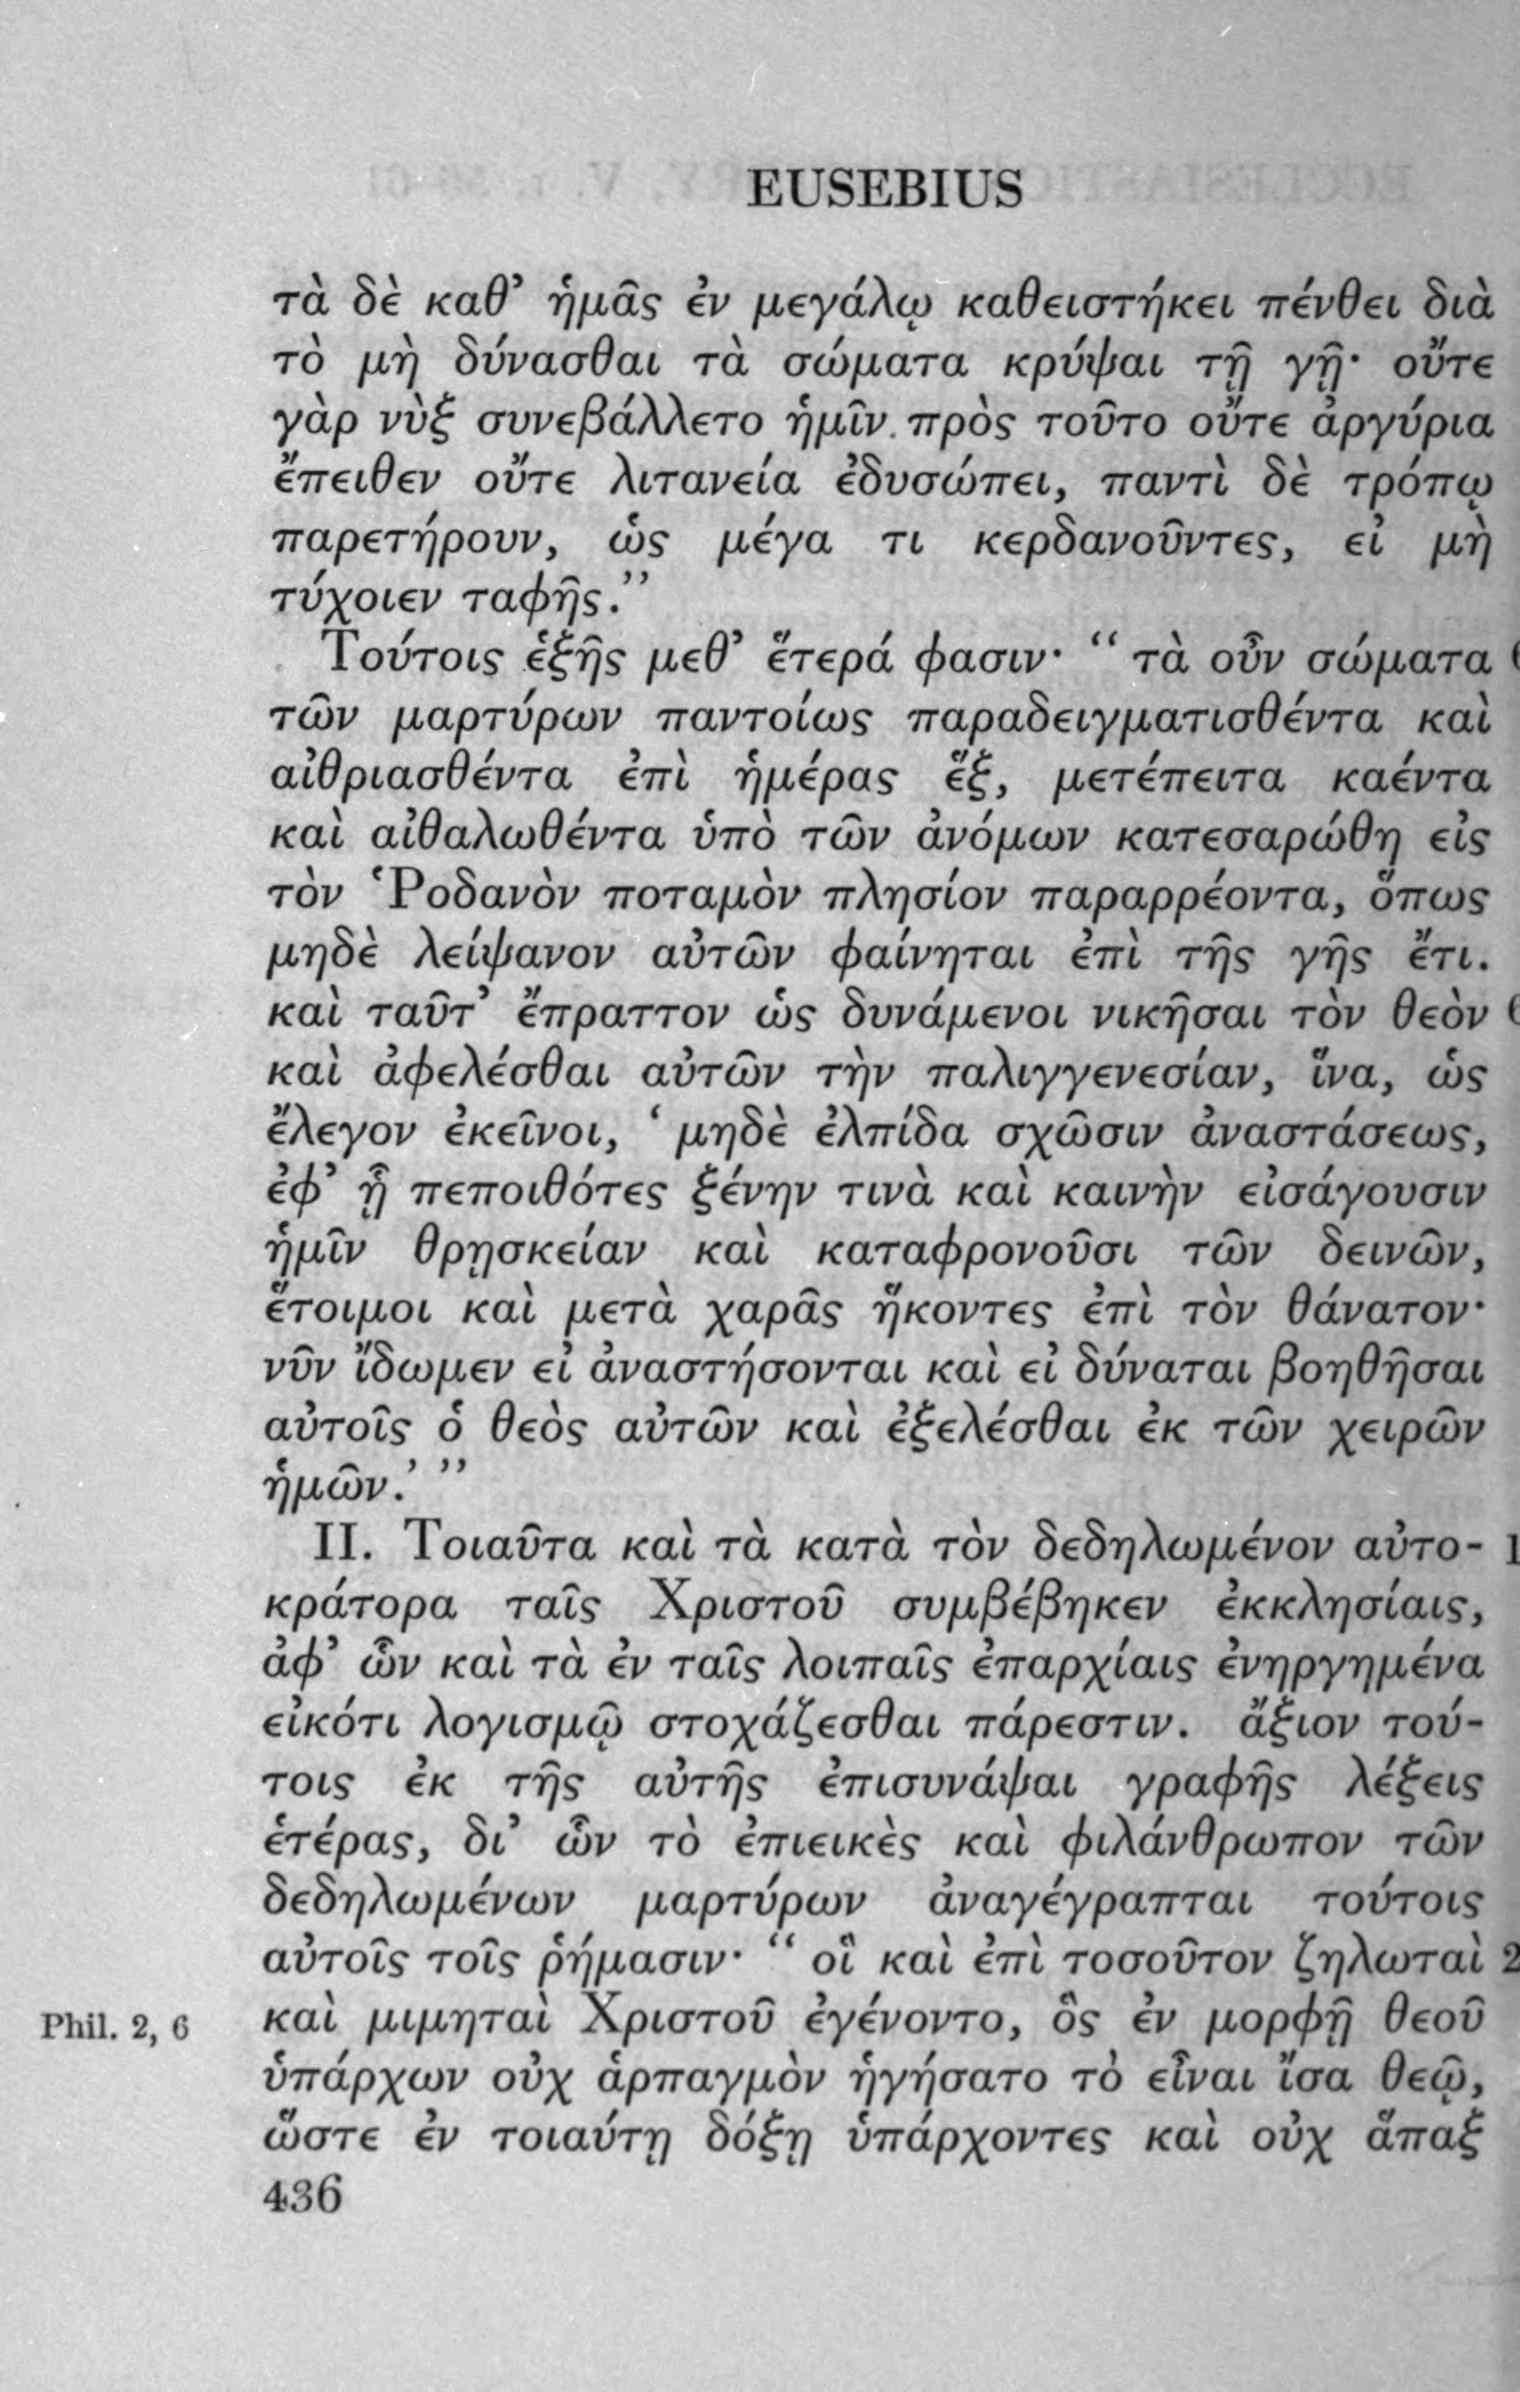 EUSEBIUS
τὰ δὲ καθ’ ἡμᾶς ἐν μεγάλῳ καθειστήκει πένθει διὰ
τὸ μὴ δύνασθαι τὰ σώματα κρύψαι τῇ γῇ· οὔτε
γὰρ νὺξ συνεβάλλετο ἡμῖν πρὸς τοῦτο οὔτε ἀργύρια
ἔπειθεν οὔτε λιτανεία ἐδυσώπει, παντὶ δὲ τρόπῳ
παρετήρουν, ὡς μέγα τι κερδανοῦντες, εἰ μὴ
τύχοιεν ταφῆς.”
Τούτοις ἑξῆς μεθ’ ἕτερά φασιν· “ τὰ οὖν σώματα
τῶν μαρτύρων παντοίως παραδειγματισθέντα καὶ
αἰθριασθέντα ἐπὶ ἡμέρας ἕξ, μετέπειτα καέντα
καὶ αἰθαλωθέντα ὑπὸ τῶν ἀνόμων κατεσαρώθη εἰς
τὸν Ῥοδανὸν ποταμὸν πλησίον παραρρέοντα, ὅπως
μηδὲ λείψανον αὐτῶν φαίνηται ἐπὶ τῆς γῆς ἔτι.
καὶ ταῦτ’ ἔπραττον ὡς δυνάμενοι νικῆσαι τὸν θεὸν
καὶ ἀφελέσθαι αὐτῶν τὴν παλιγγενεσίαν, ἵνα, ὡς
ἔλεγον ἐκεῖνοι, ‘ μηδὲ ἐλπίδα σχῶσιν ἀναστάσεως,
ἐφ’ ᾗ πεποιθότες ξένην τινὰ καὶ καινὴν εἰσάγουσιν
ἡμῖν θρῃσκείαν καὶ καταφρονοῦσι τῶν δεινῶν,
ἕτοιμοι καὶ μετὰ χαρᾶς ἥκοντες ἐπὶ τὸν θάνατον·
νῦν ἴδωμεν εἰ ἀναστήσονται καὶ εἰ δύναται βοηθῆσαι
αὐτοῖς ὁ θεὸς αὐτῶν καὶ ἐξελέσθαι ἐκ τῶν χειρῶν
ἡμῶν.’ ”
II. Τοιαῦτα καὶ τὰ κατὰ τὸν δεδηλωμένον αὐτο- 1
κράτορα ταῖς Χριστοῦ συμβέβηκεν ἐκκλησίαις,
ἀφ’ ὧν καὶ τὰ ἐν ταῖς λοιπαῖς ἐπαρχίαις ἐνηργημένα
εἰκότι λογισμῷ στοχάζεσθαι πάρεστιν. ἄξιον τού-
τοις ἐκ τῆς αὐτῆς ἐπισυνάψαι γραφῆς λέξεις
ἑτέρας, δι’ ὧν τὸ ἐπιεικὲς καὶ φιλάνθρωπον τῶν
δεδηλωμένων μαρτύρων ἀναγέγραπται τούτοις
αὐτοῖς τοῖς ῥήμασιν· “ οἳ καὶ ἐπὶ τοσοῦτον ζηλωταὶ 2
Phil. 2, 6 καὶ μιμηταὶ Χριστοῦ ἐγένοντο, ὃς ἐν μορφῇ θεοῦ
ὑπάρχων οὐχ ἁρπαγμὸν ἡγήσατο τὸ εἶναι ἴσα θεῷ,
ὥστε ἐν τοιαύτῃ δόξῃ ὑπάρχοντες καὶ οὐχ ἅπαξ
436